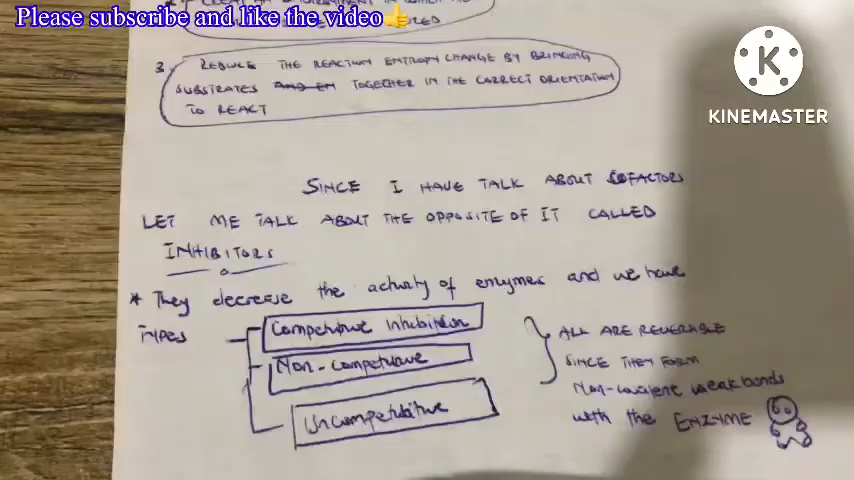 Please subscribe and like the video👍
3. REDUCE THE REACTION ENTROPY CHANGE BY BRINGING
SUBSTRATES TOGETHER IN THE CORRECT ORIENTATION
TO REACT
SINCE I HAVE TALK ABOUT COFACTORS
LET ME TALK ABOUT THE OPPOSITE OF IT CALLED
INHIBITORS
* They decrease the activity of enzymes and we have
TYPES
Competitive inhibition
Non-competitive
Uncompetitive
ALL ARE REVERABLE
SINCE THEY FORM
Non-covalent weak bonds
with the ENZYME
KINEMASTER